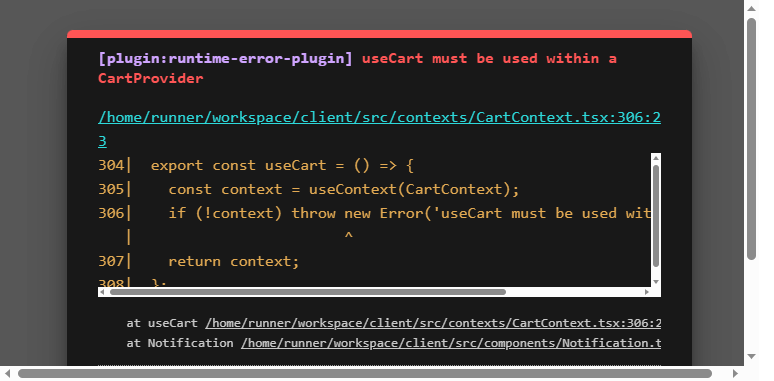 [plugin:runtime-error-plugin] useCart must be used within a
CartProvider
/home/runner/workspace/client/src/contexts/CartContext.tsx:306:2
3
304|  export const useCart = () => {
305|    const context = useContext(CartContext);
306|    if (!context) throw new Error('useCart must be used wit
   |                        ^
307|    return context;
308|  };
at useCart /home/runner/workspace/client/src/contexts/CartContext.tsx:306:2
at Notification /home/runner/workspace/client/src/components/Notification.t